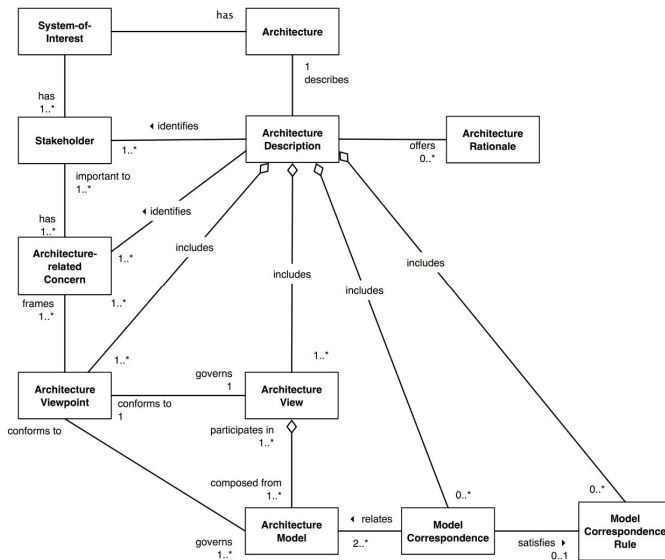 has
System-of-
Interest
Architecture
1
describes
has
1..*
Stakeholder
◂ identifies
1..*
Architecture
Description
offers
0..*
Architecture
Rationale
important to
1..*
◂ identifies
has
1..*
Architecture-
related
Concern
1..*
includes
includes
includes
includes
frames
1..*
1..*
1..*
1..*
Architecture
Viewpoint
governs
1
conforms to
1
Architecture
View
conforms to
participates in
1..*
composed from
1..*
0..*
0..*
governs
1..*
Architecture
Model
◂ relates
2..*
Model
Correspondence
satisfies ▸
0..1
Model
Correspondence
Rule